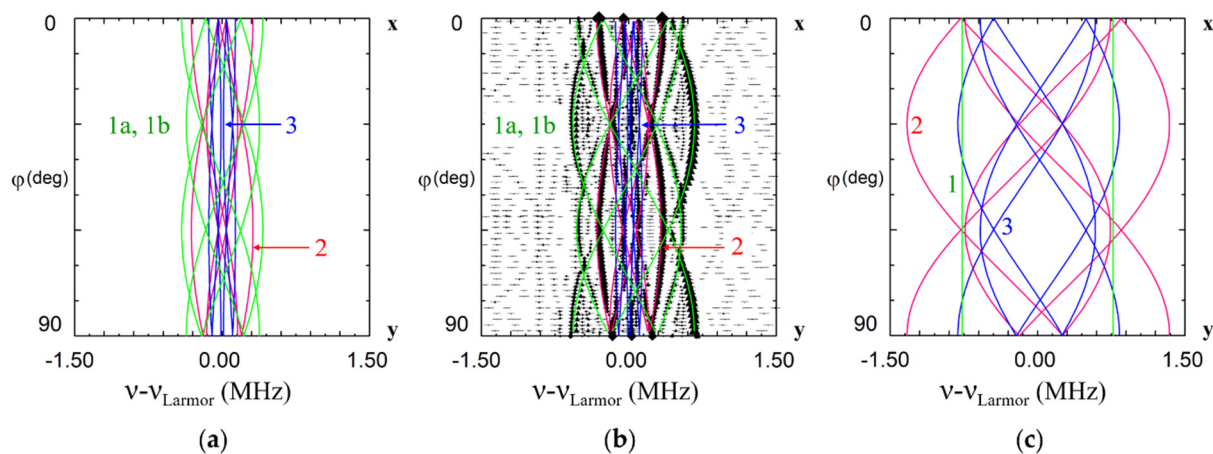 0 x
1a, 1b 3
φ(deg)
2
90 y
-1.50 0.00 1.50
ν-νLarmor (MHz)
(a)
0 x
1a, 1b 3
φ(deg)
2
90 y
-1.50 0.00 1.50
ν-νLarmor (MHz)
(b)
0 x
2
φ(deg) 1
3
90 y
-1.50 0.00 1.50
ν-νLarmor (MHz)
(c)